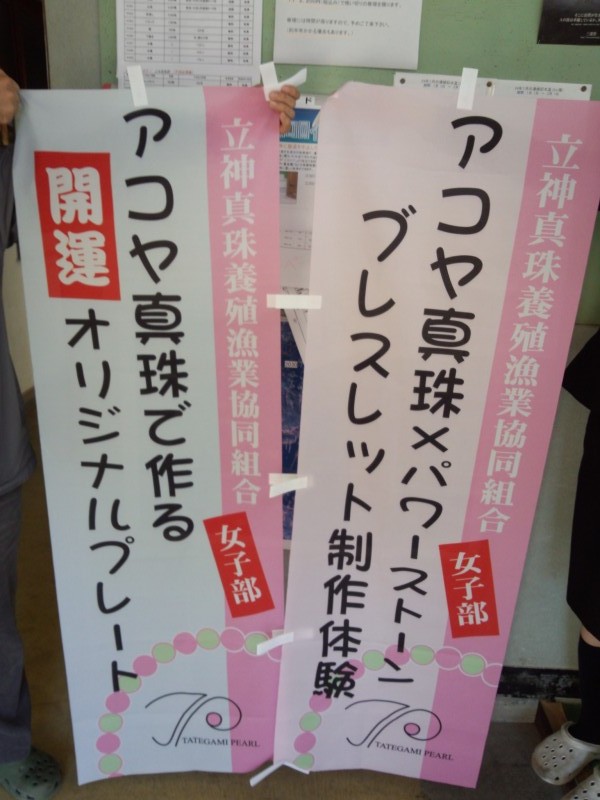 立神真珠養殖漁業協同組合
女子部
アコヤ真珠×パワーストーン
ブレスレット制作体験
TATEGAMI PEARL
立神真珠養殖漁業協同組合
女子部
アコヤ真珠で作る
開運
オリジナルプレート
TATEGAMI PEARL